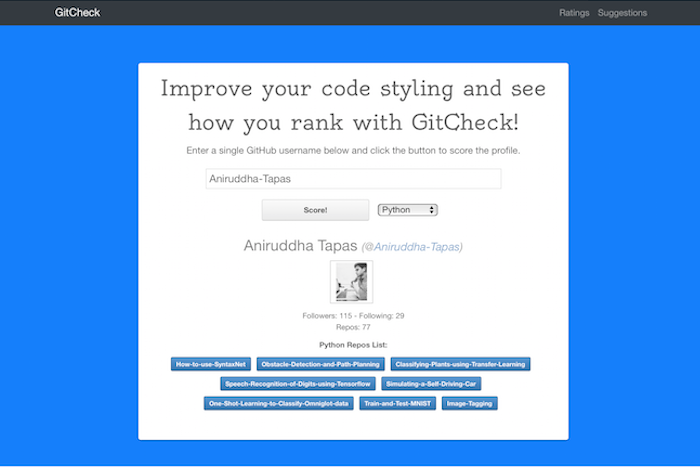 GitCheck
Ratings Suggestions
Improve your code styling and see
how you rank with GitCheck!
Enter a single GitHub username below and click the button to score the profile.
Aniruddha-Tapas
Score! Python
Aniruddha Tapas (@Aniruddha-Tapas)
Followers: 115 - Following: 29
Repos: 77
Python Repos List:
How-to-use-SyntaxNet Obstacle-Detection-and-Path-Planning Classifying-Plants-using-Transfer-Learning
Speech-Recognition-of-Digits-using-Tensorflow Simulating-a-Self-Driving-Car
One-Shot-Learning-to-Classify-Omniglot-data Train-and-Test-MNIST Image-Tagging